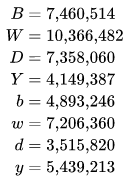 B = 7,460,514
W = 10,366,482
D = 7,358,060
Y = 4,149,387
b = 4,893,246
w = 7,206,360
d = 3,515,820
y = 5,439,213